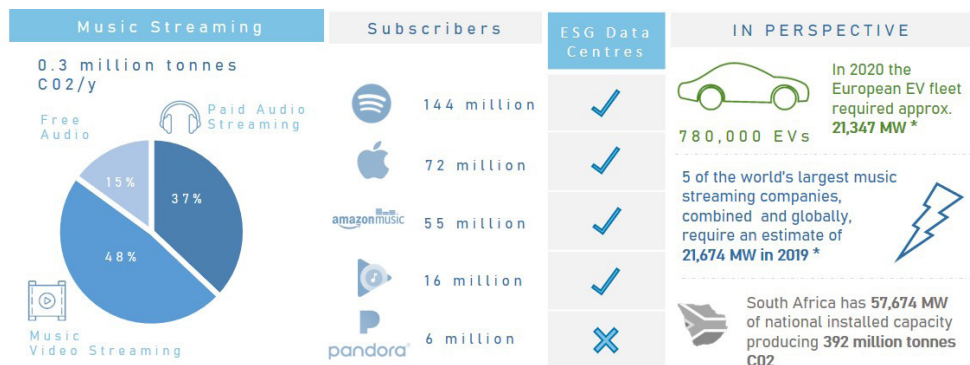 Music Streaming
0.3 million tonnes
C02/y
Free
Audio
Paid Audio
Streaming
15%
37%
48%
Music
Video Streaming
Subscribers
144 million
72 million
amazonmusic
55 million
16 million
pandora
6 million
ESG Data
Centres
IN PERSPECTIVE
780,000 EVs
In 2020 the
European EV fleet
required approx.
21,347 MW *
5 of the world's largest music
streaming companies,
combined and globally,
require an estimate of
21,674 MW in 2019 *
South Africa has 57,674 MW
of national installed capacity
producing 392 million tonnes
C02